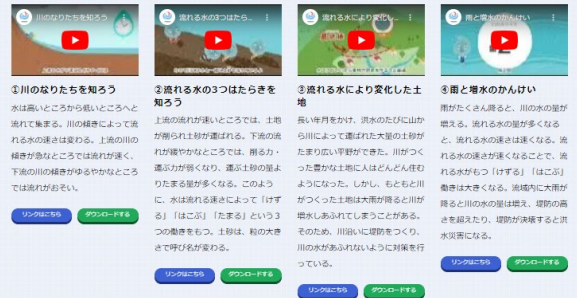 川のなりたちを知ろう
①川のなりたちを知ろう
水は高いところから低いところへと
流れて集まる。川の傾きによって流
れる水の速さは変わる。上流の川の
傾きが急なところでは流れが速く、
下流の川の傾きがゆるやかなところ
では流れがおそい。
リンクはこちら
ダウンロードする
流れる水の3つはたら...
②流れる水の3つはたらきを
知ろう
上流の流れが速いところでは、土地
が削られ土砂が運ばれる。下流の流
れが緩やかなところでは、削る力・
運ぶ力が弱くなり、運ぶ土砂の量よ
りたまる量が多くなる。このよう
に、水は流れる速さによって「けず
る」「はこぶ」「たまる」という3
つの働きをもつ。土砂は、粒の大き
さで呼び名が変わる。
リンクはこちら
ダウンロードする
流れる水により変化し...
③流れる水により変化した土
地
長い年月をかけ、洪水のたびに山か
ら川によって運ばれた大量の土砂が
たまり広い平野ができた。川がつく
った豊かな土地に人はどんどん住む
ようになった。しかし、もともと川
がつくった土地は大雨が降ると川が
増水しあふれてしまうことがある。
そのため、川沿いに堤防をつくり、
川の水があふれないように対策を行
っている。
リンクはこちら
ダウンロードする
雨と増水のかんけい
④雨と増水のかんけい
雨がたくさん降ると、川の水の量が
増える。流れる水の量が多くなる
と、流れる水の速さは速くなる。流
れる水の速さが速くなることで、流
れる水がもつ「けずる」「はこぶ」
働きは大きくなる。流域内に大雨が
降ると川の水の量は増え、堤防の高
さを超えたり、堤防が決壊すると洪
水災害になる。
リンクはこちら
ダウンロードする